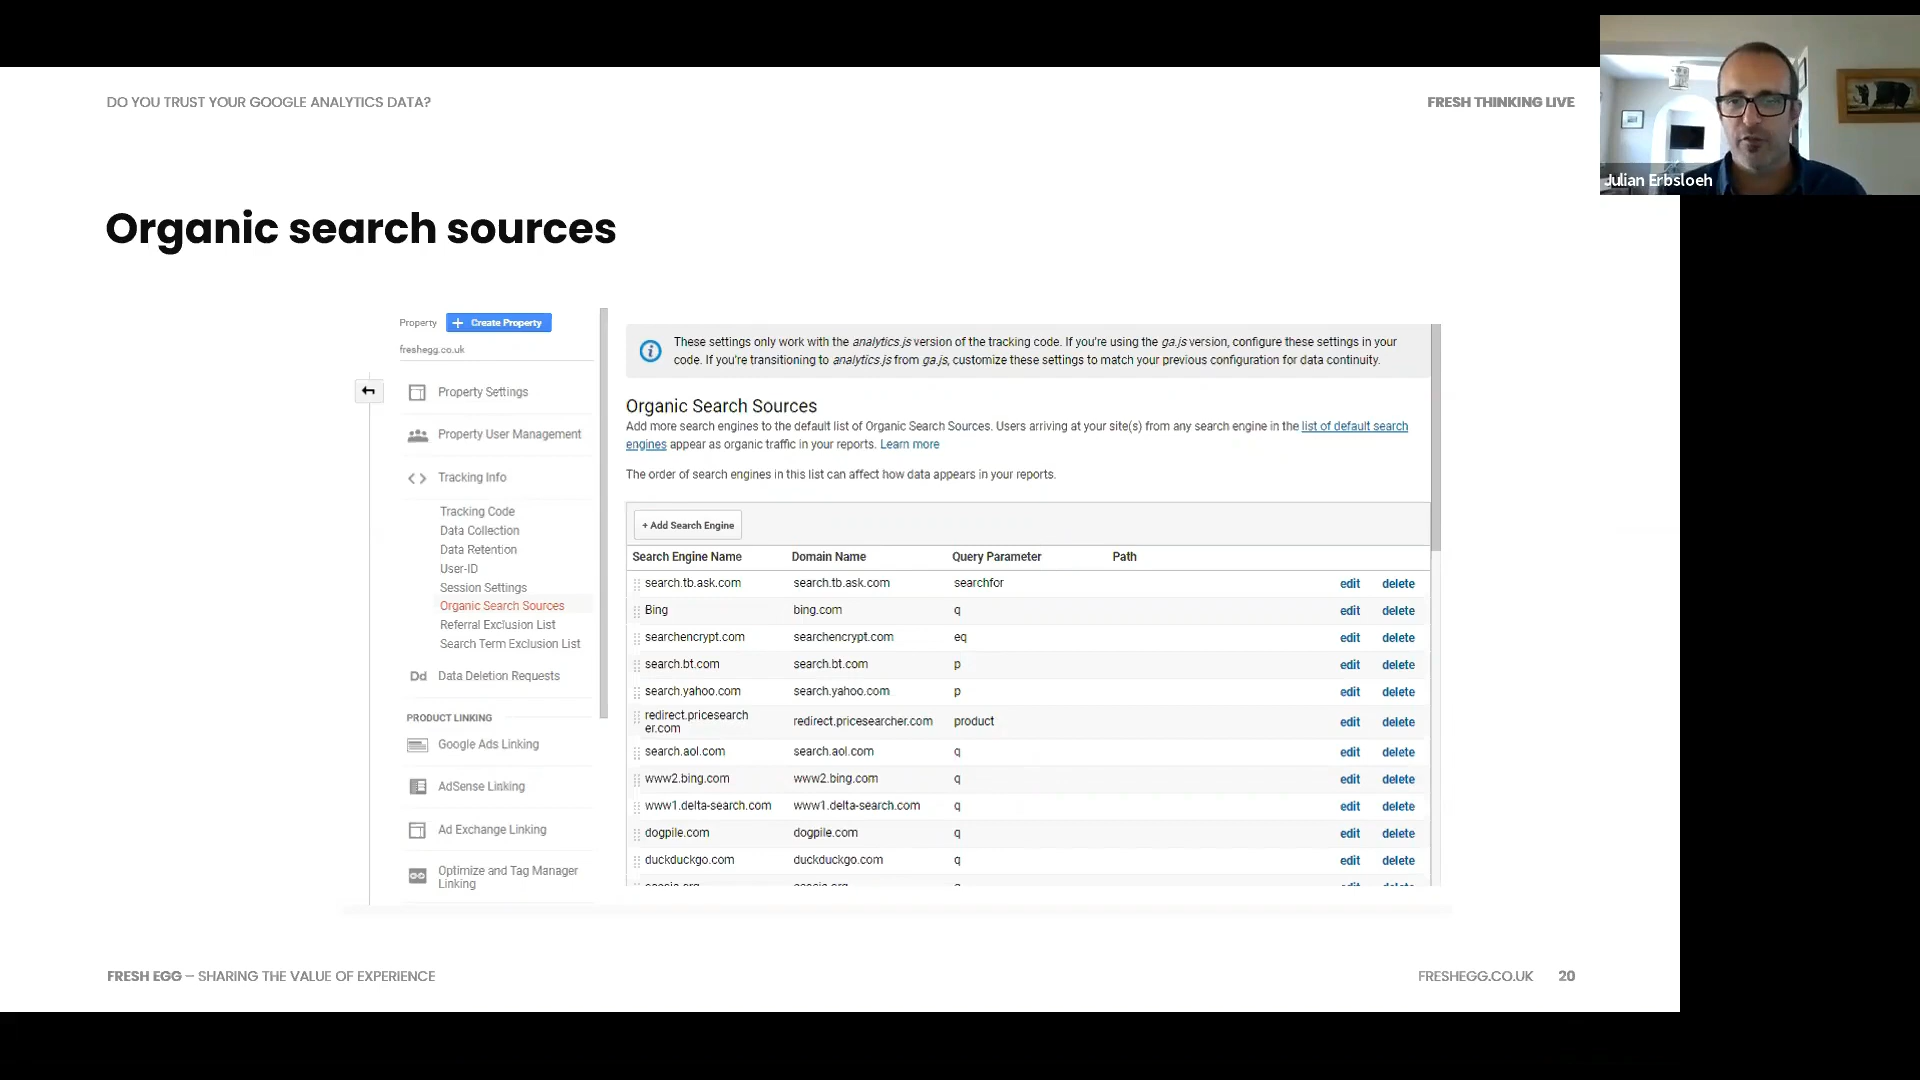 DO YOU TRUST YOUR GOOGLE ANALYTICS DATA?
FRESH THINKING LIVE
Julian Erbsloeh
Organic search sources
Property + Create Property
freshegg.co.uk
Property Settings
Property User Management
Tracking Info
Tracking Code
Data Collection
Data Retention
User-ID
Session Settings
Organic Search Sources
Referral Exclusion List
Search Term Exclusion List
Dd Data Deletion Requests
PRODUCT LINKING
Google Ads Linking
AdSense Linking
Ad Exchange Linking
Optimize and Tag Manager
Linking
These settings only work with the analytics.js version of the tracking code. If you're using the ga.js version, configure these settings in your
code. If you're transitioning to analytics.js from ga.js, customize these settings to match your previous configuration for data continuity.
Organic Search Sources
Add more search engines to the default list of Organic Search Sources. Users arriving at your site(s) from any search engine in the list of default search
engines appear as organic traffic in your reports. Learn more
The order of search engines in this list can affect how data appears in your reports.
+ Add Search Engine
Search Engine Name Domain Name Query Parameter Path
search.tb.ask.com search.tb.ask.com searchfor edit delete
Bing bing.com q edit delete
searchencrypt.com searchencrypt.com eq edit delete
search.bt.com search.bt.com p edit delete
search.yahoo.com search.yahoo.com p edit delete
redirect.pricesearch
er.com redirect.pricesearcher.com product edit delete
search.aol.com search.aol.com q edit delete
www2.bing.com www2.bing.com q edit delete
www1.delta-search.com www1.delta-search.com q edit delete
dogpile.com dogpile.com q edit delete
duckduckgo.com duckduckgo.com q edit delete
FRESH EGG – SHARING THE VALUE OF EXPERIENCE
FRESHEGG.CO.UK 20